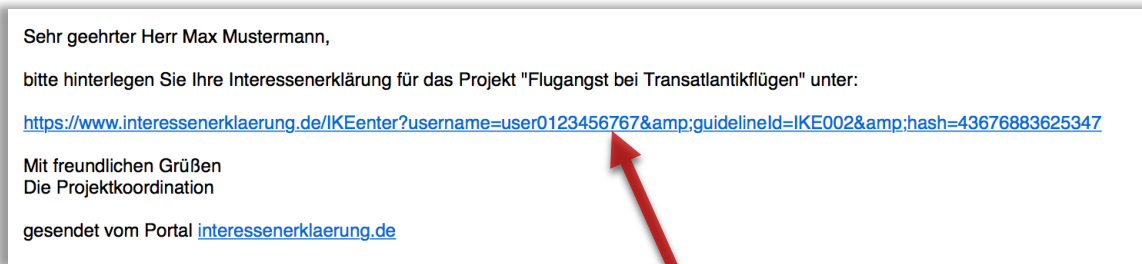 Sehr geehrter Herr Max Mustermann,
bitte hinterlegen Sie Ihre Interessenerklärung für das Projekt "Flugangst bei Transatlantikflügen" unter:
https://www.interessenerklaerung.de/IKEenter?username=user0123456767&amp;guidelineId=IKE002&amp;hash=43676883625347
Mit freundlichen Grüßen
Die Projektkoordination
gesendet vom Portal interessenerklaerung.de